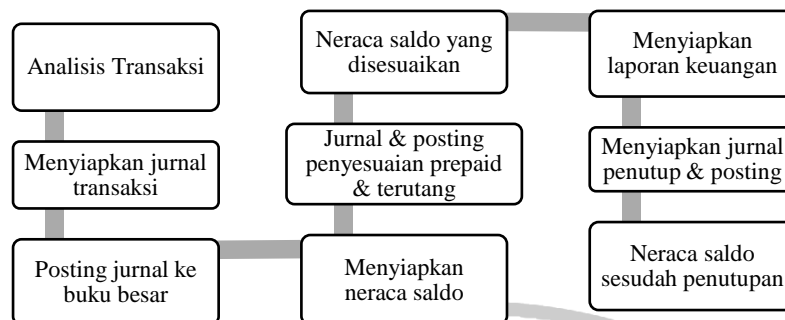 Analisis Transaksi
Menyiapkan jurnal
transaksi
Posting jurnal ke
buku besar
Menyiapkan
neraca saldo
Jurnal & posting
penyesuaian prepaid
& terutang
Neraca saldo yang
disesuaikan
Menyiapkan
laporan keuangan
Menyiapkan jurnal
penutup & posting
Neraca saldo
sesudah penutupan